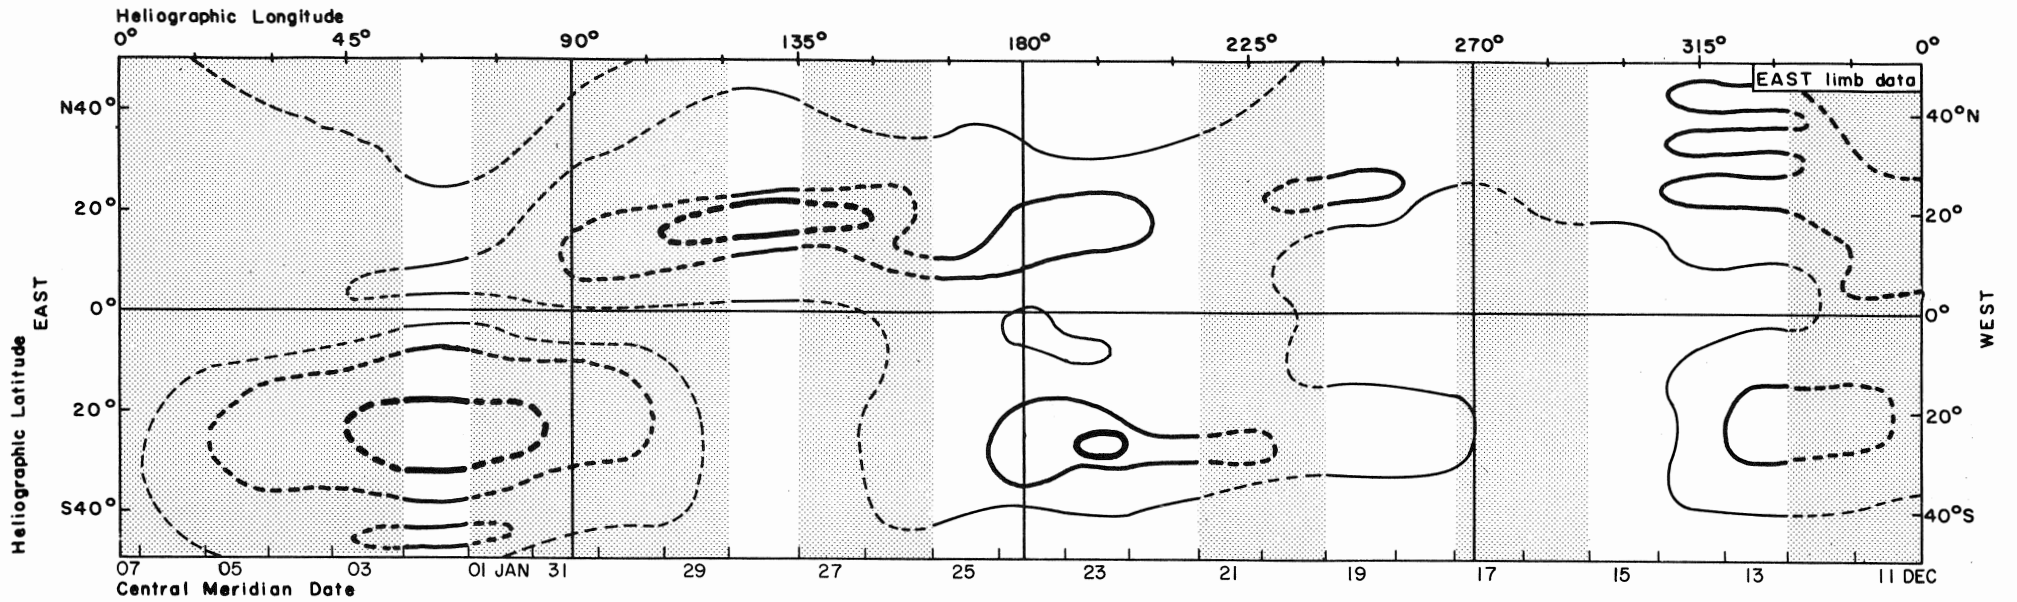 Heliographic Longitude
0° 45° 90° 135° 180° 225° 270° 315° 0°
EAST limb data
N40° 40°N
20° 20°
0° 0°
20° 20°
S40° 40°S
EAST
WEST
Heliographic Latitude
07 05 03 01 JAN 31 29 27 25 23 21 19 17 15 13 11 DEC
Central Meridian Date